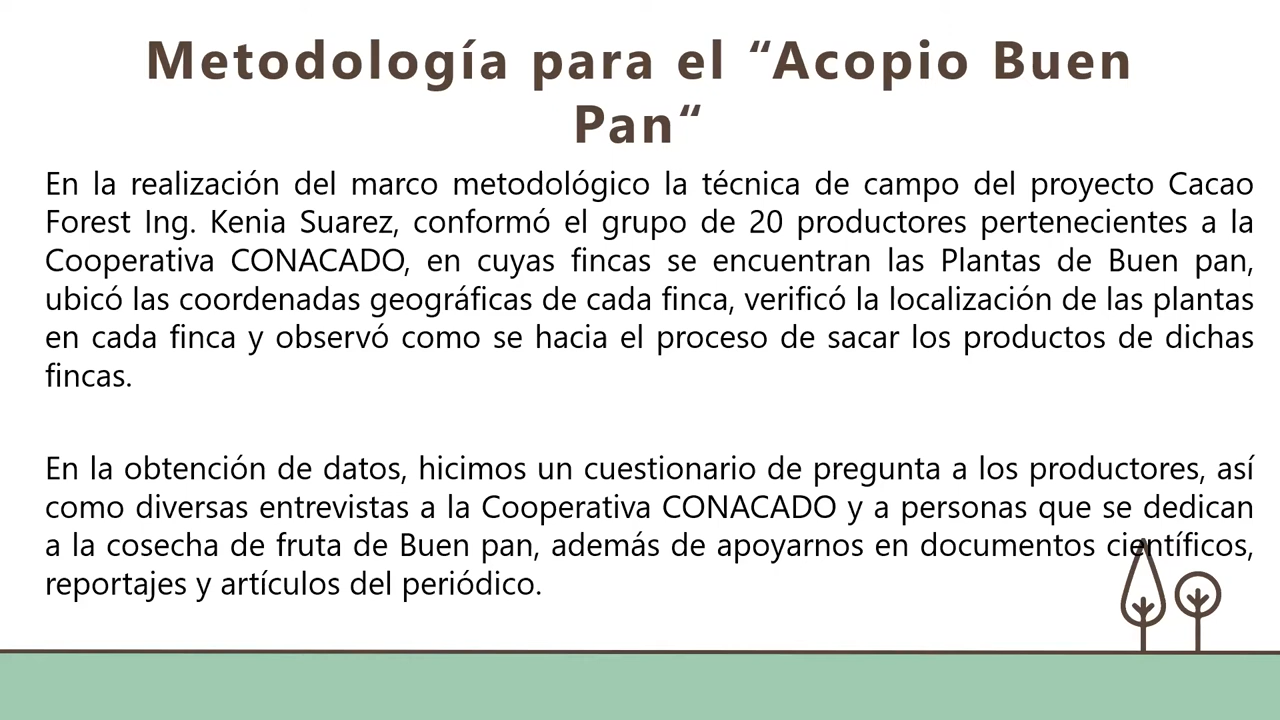 Metodología para el “Acopio Buen
Pan“
En la realización del marco metodológico la técnica de campo del proyecto Cacao
Forest Ing. Kenia Suarez, conformó el grupo de 20 productores pertenecientes a la
Cooperativa CONACADO, en cuyas fincas se encuentran las Plantas de Buen pan,
ubicó las coordenadas geográficas de cada finca, verificó la localización de las plantas
en cada finca y observó como se hacia el proceso de sacar los productos de dichas
fincas.
En la obtención de datos, hicimos un cuestionario de pregunta a los productores, así
como diversas entrevistas a la Cooperativa CONACADO y a personas que se dedican
a la cosecha de fruta de Buen pan, además de apoyarnos en documentos científicos,
reportajes y artículos del periódico.